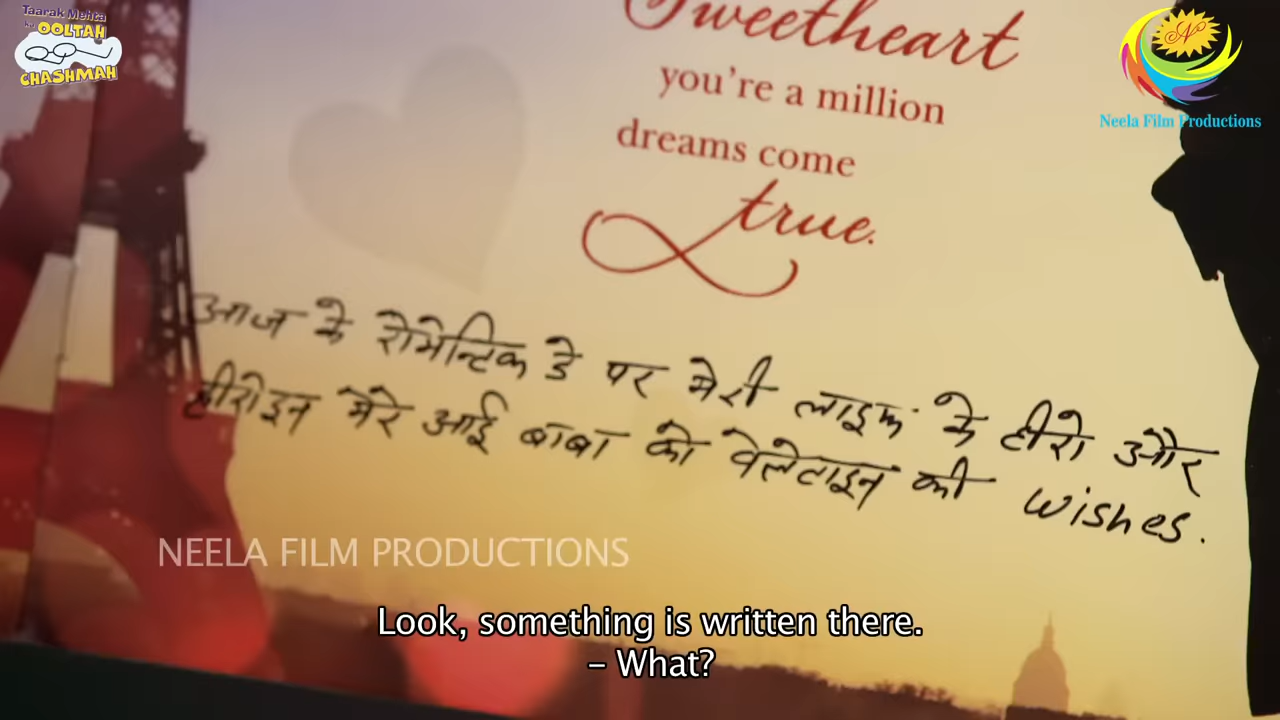 Taarak Mehta
ka OOLTAH
CHASHMAH
Neela Film Productions
Sweetheart
you're a million
dreams come
true.
आज के रोमेन्टिक डे पर मेरी लाइफ के हीरो और
हीरोइन मेरे आई बाबा को वेलेटाइन की wishes.
NEELA FILM PRODUCTIONS
Look, something is written there.
– What?